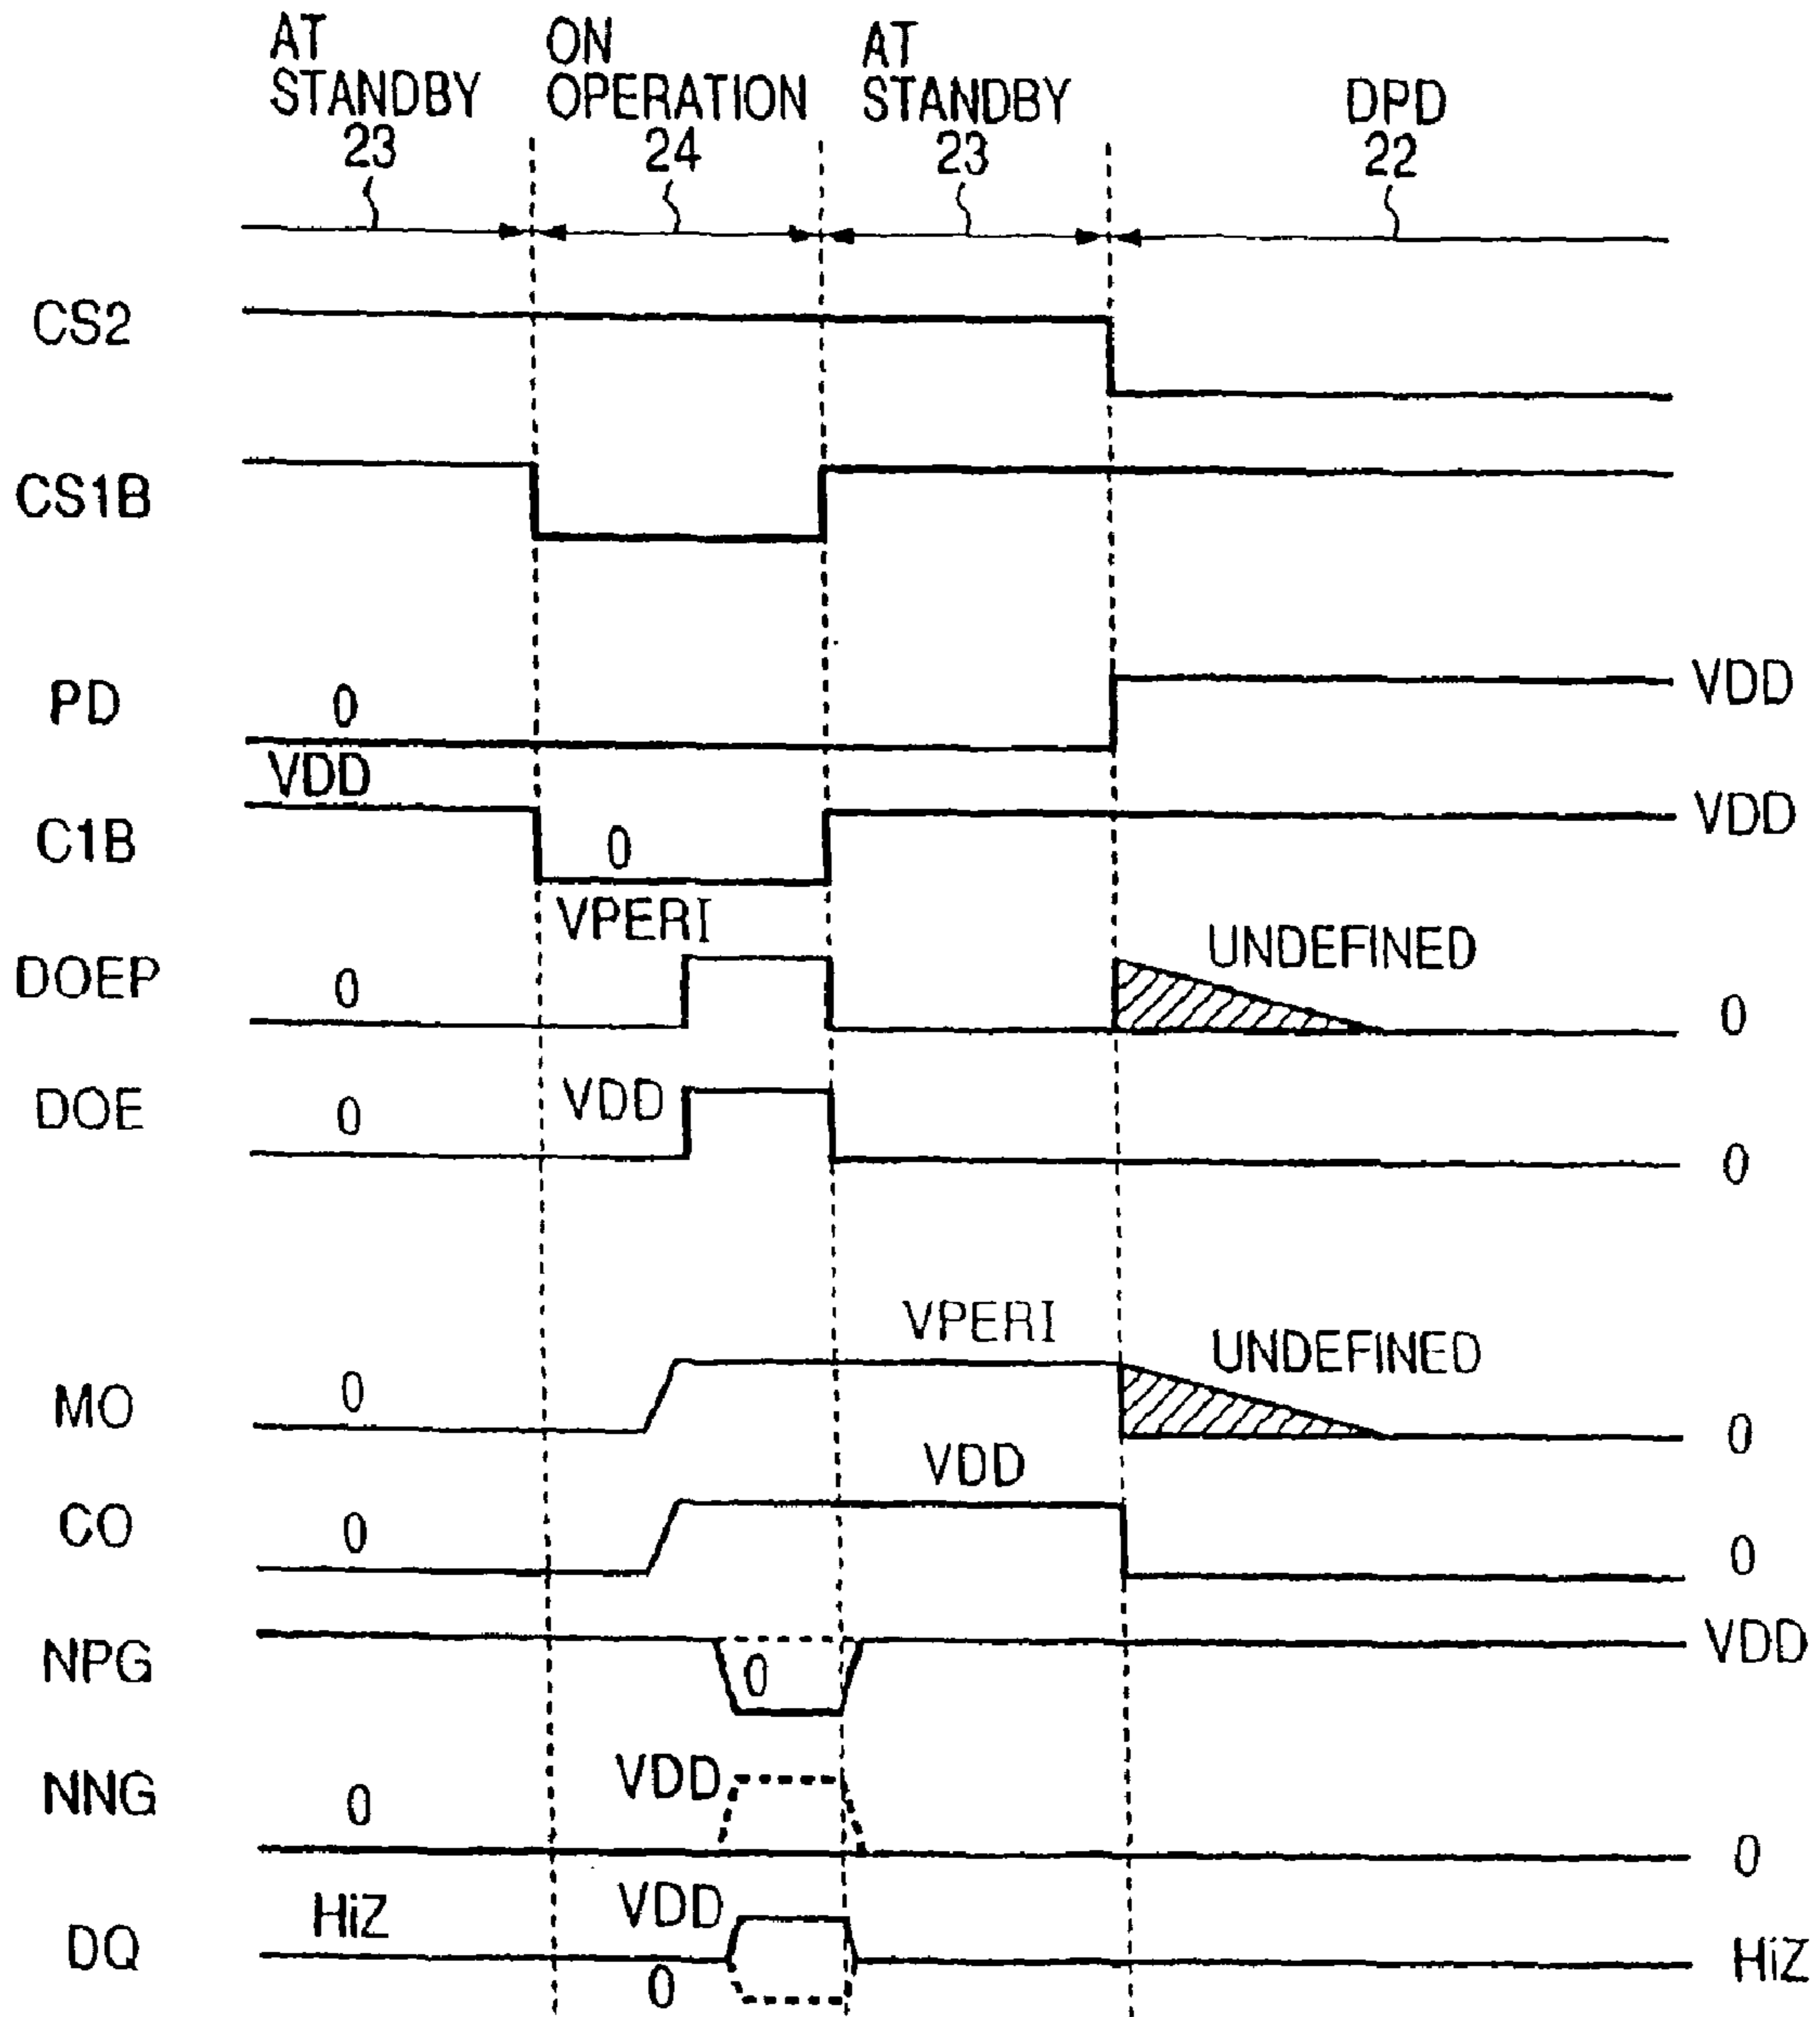 AT STANDBY 23
ON OPERATION 24
AT STANDBY 23
DPD 22
CS2
CS1B
PD 0 VDD
VDD
C1B 0 VDD
VPERI UNDEFINED
DOEP 0 0
DOE 0 VDD 0
VPERI UNDEFINED
MO 0 0
VDD
CO 0 0
NPG 0 VDD
NNG 0 VDD 0
DQ HiZ VDD 0 HiZ